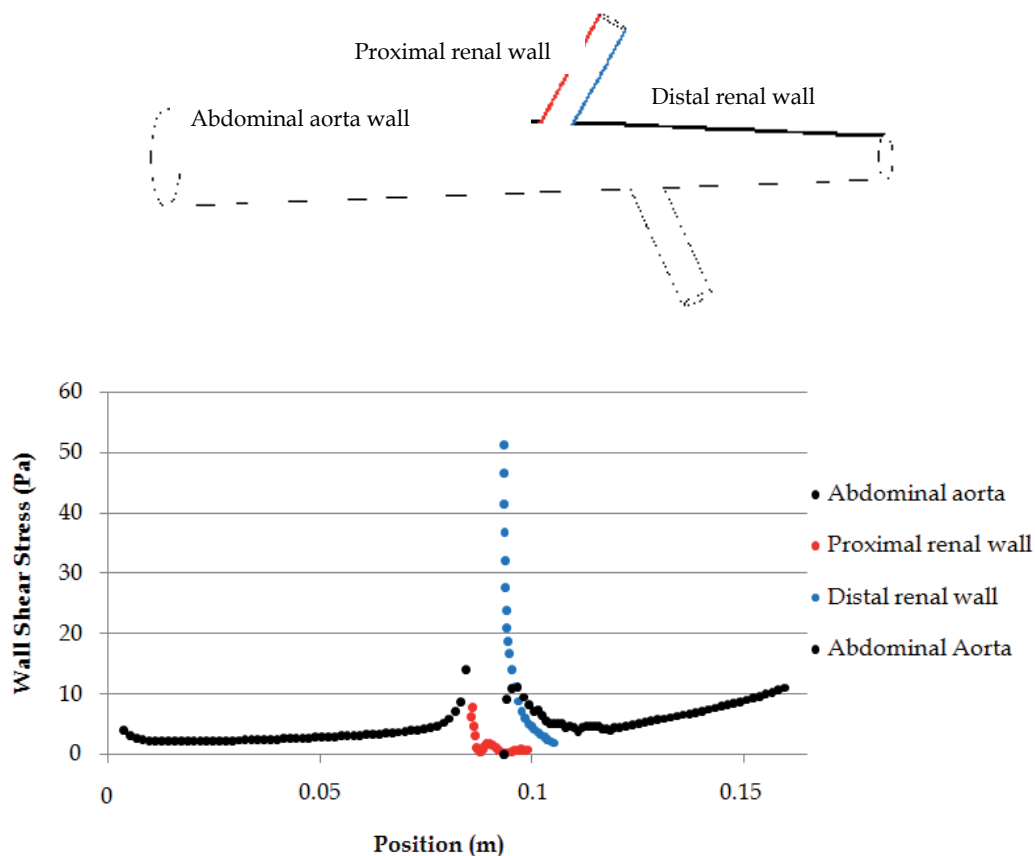 Proximal renal wall
Distal renal wall
Abdominal aorta wall
60
50
40
30
20
10
0
Wall Shear Stress (Pa)
0
0.05
0.1
0.15
Position (m)
Abdominal aorta
Proximal renal wall
Distal renal wall
Abdominal Aorta